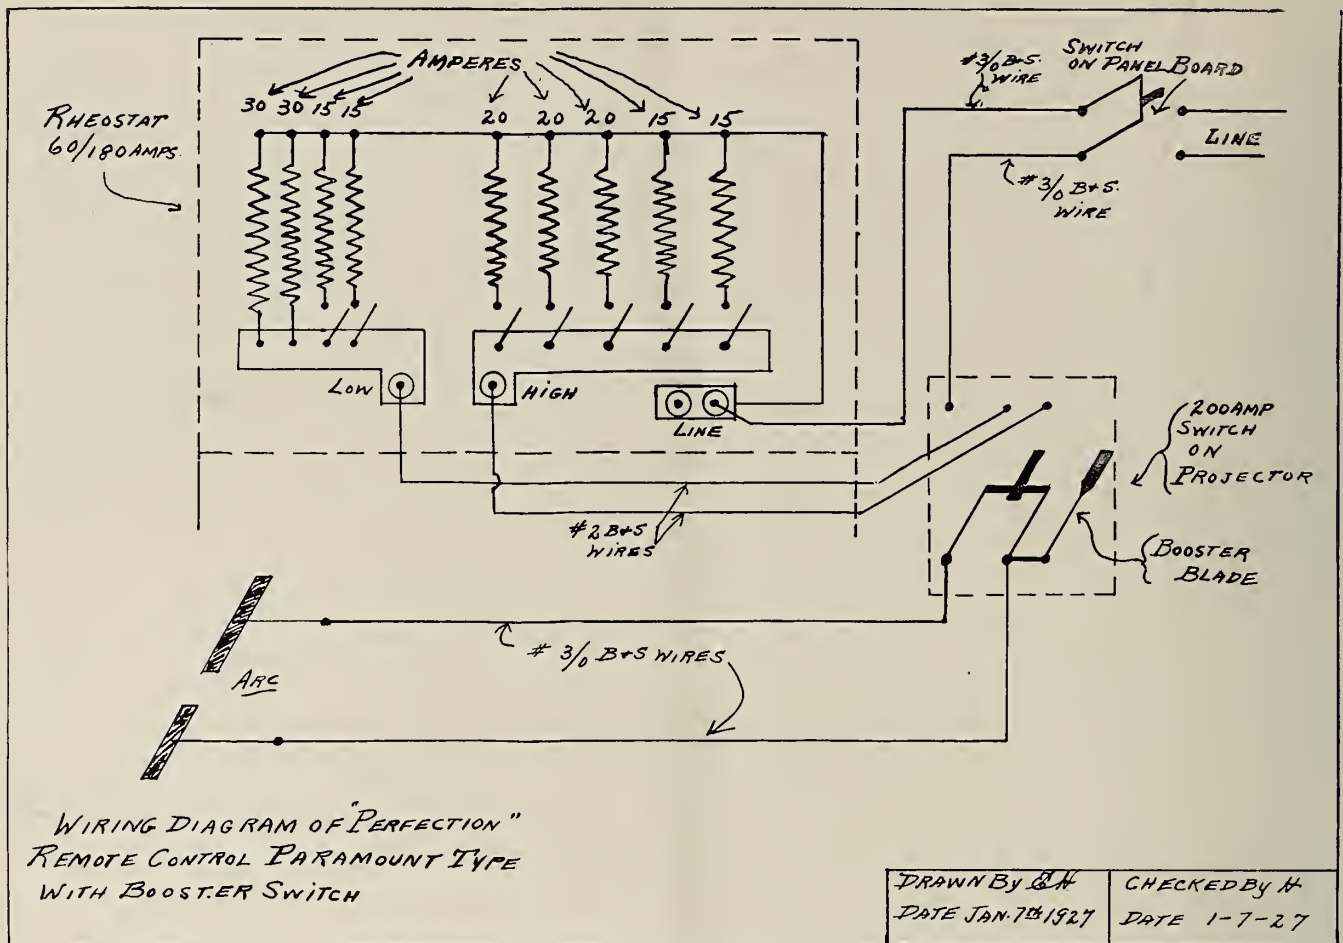 AMPERES
30 30 15 15
20 20 20 15 15
RHEOSTAT
60/180 AMPS.
#3/0 B+S.
WIRE
SWITCH
ON PANEL BOARD
LINE
#3/0 B+S.
WIRE
LOW
HIGH
LINE
200 AMP
SWITCH
ON
PROJECTOR
#2 B+S
WIRES
BOOSTER
BLADE
# 3/0 B+S WIRES
ARC
WIRING DIAGRAM OF "PERFECTION"
REMOTE CONTROL PARAMOUNT TYPE
WITH BOOSTER SWITCH
DRAWN By
DATE JAN. 7th 1927
CHECKED By H
DATE 1-7-27